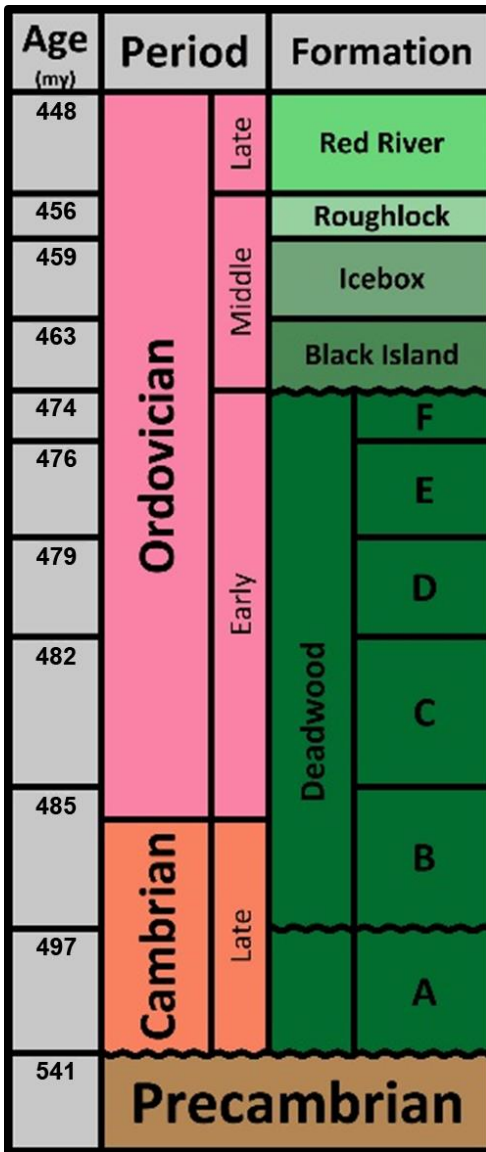 Age
(my)
Period
Formation
448
Late
Red River
456
Roughlock
459
Middle
Icebox
463
Black Island
Ordovician
474
F
476
E
479
Early
D
482
Deadwood
C
485
B
Cambrian
Late
497
A
541
Precambrian